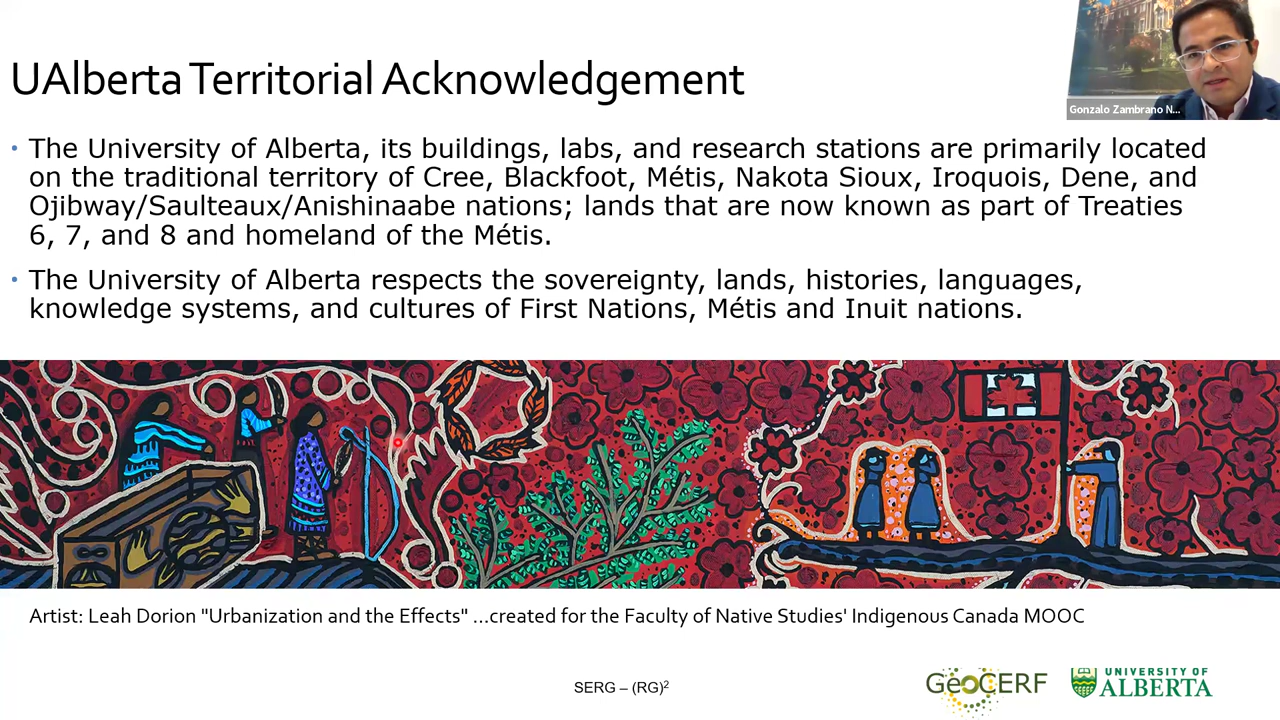 UAlberta Territorial Acknowledgement
Gonzalo Zambrano N...
• The University of Alberta, its buildings, labs, and research stations are primarily located
on the traditional territory of Cree, Blackfoot, Métis, Nakota Sioux, Iroquois, Dene, and
Ojibway/Saulteaux/Anishinaabe nations; lands that are now known as part of Treaties
6, 7, and 8 and homeland of the Métis.
• The University of Alberta respects the sovereignty, lands, histories, languages,
knowledge systems, and cultures of First Nations, Métis and Inuit nations.
Artist: Leah Dorion "Urbanization and the Effects" ...created for the Faculty of Native Studies' Indigenous Canada MOOC
SERG – (RG)²
GeoCERF
UNIVERSITY OF
ALBERTA